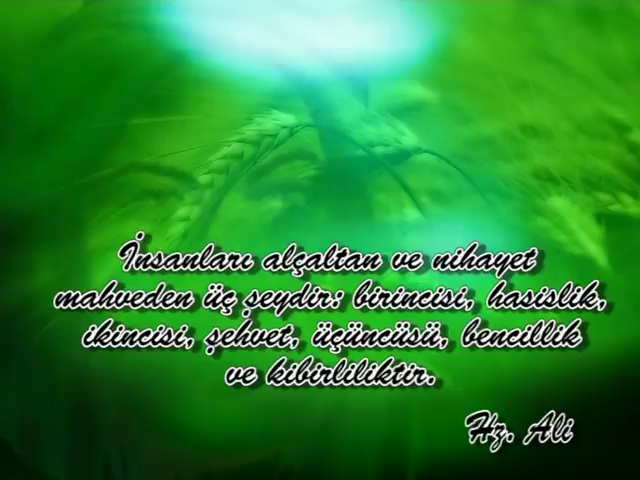 İnsanları alçaltan ve nihayet
mahveden üç şeydir: birincisi, hasislik,
ikincisi, şehvet, üçüncüsü, bencillik
ve kibirliliktir.
Hz. Ali